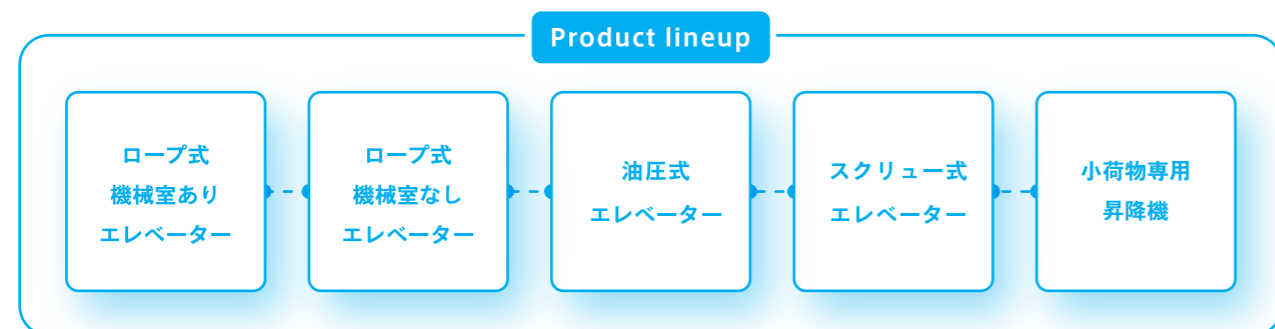 Product lineup
ロープ式
機械室あり
エレベーター
ロープ式
機械室なし
エレベーター
油圧式
エレベーター
スクリュー式
エレベーター
小荷物専用
昇降機